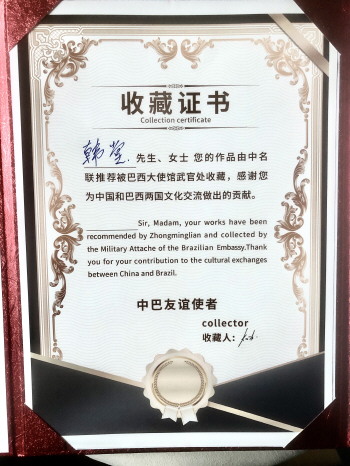 收藏证书
Collection certificate
韩莹 先生、女士 您的作品由中名
联推荐被巴西大使馆武官处收藏，感谢您
为中国和巴西两国文化交流做出的贡献。
Sir, Madam, your works have been
recommended by Zhongminglian and collected by
the Military Attache of the Brazilian Embassy.Thank
you for your contribution to the cultural exchanges
between China and Brazil.
中巴友谊使者
collector
收藏人：